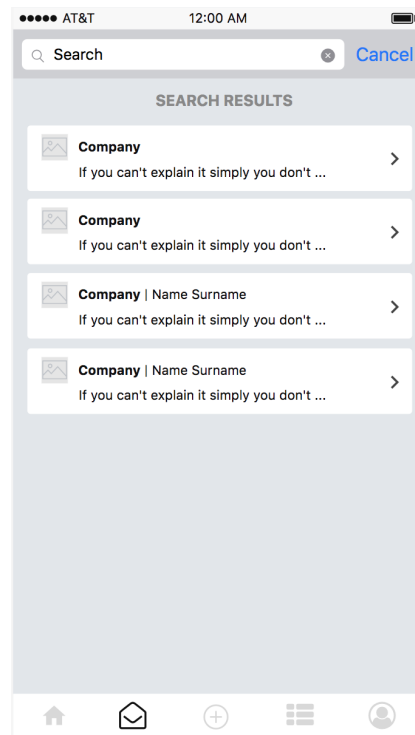 AT&T 12:00 AM
Search Cancel
SEARCH RESULTS
Company
If you can't explain it simply you don't ...
Company
If you can't explain it simply you don't ...
Company | Name Surname
If you can't explain it simply you don't ...
Company | Name Surname
If you can't explain it simply you don't ...